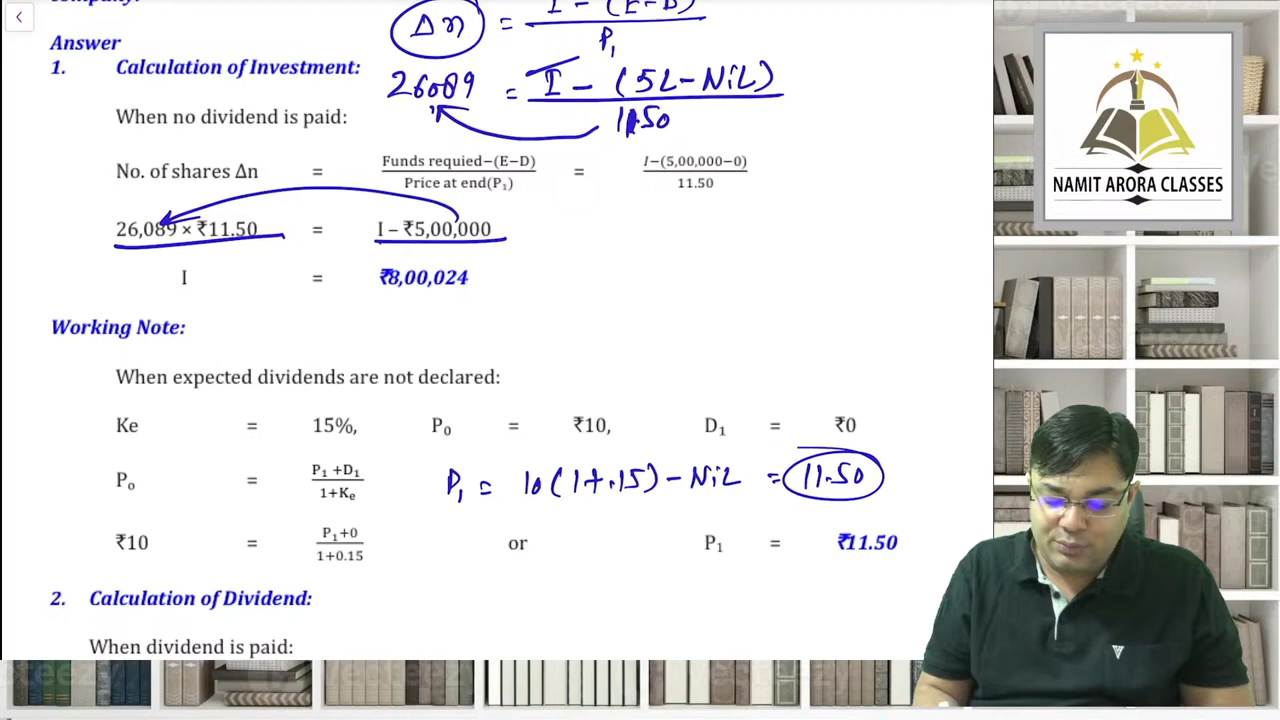 company.
Δn = I - (E-D)
P₁
Answer
1. Calculation of Investment:
26089 = I - (5L-NiL)
11.50
When no dividend is paid:
No. of shares Δn = Funds requied−(E−D) / Price at end(P₁) = I−(5,00,000−0) / 11.50
26,089 × ₹11.50 = I – ₹5,00,000
I = ₹8,00,024
Working Note:
When expected dividends are not declared:
Ke = 15%, P₀ = ₹10, D₁ = ₹0
Pₒ = P₁ +D₁ / 1+Kₑ
P₁ = 10(1+.15) - NiL = 11.50
₹10 = P₁+0 / 1+0.15 or P₁ = ₹11.50
2. Calculation of Dividend:
When dividend is paid:
NAMIT ARORA CLASSES